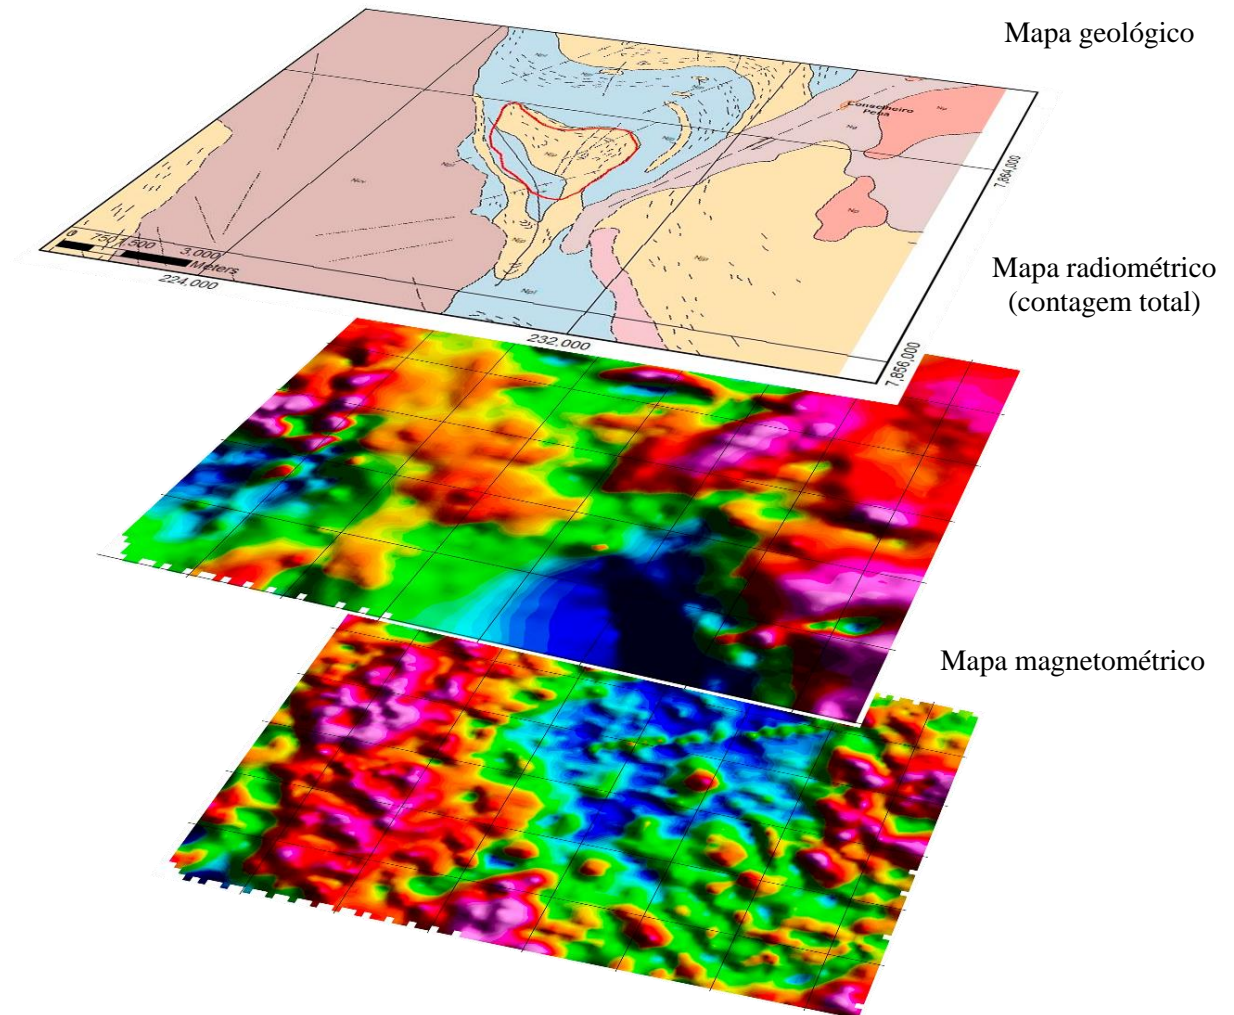 Mapa geológico
Conselheiro
Pena
7,864,000
Mapa radiométrico
(contagem total)
0 750 1,500 3,000
Meters
224,000
232,000
7,856,000
Mapa magnetométrico